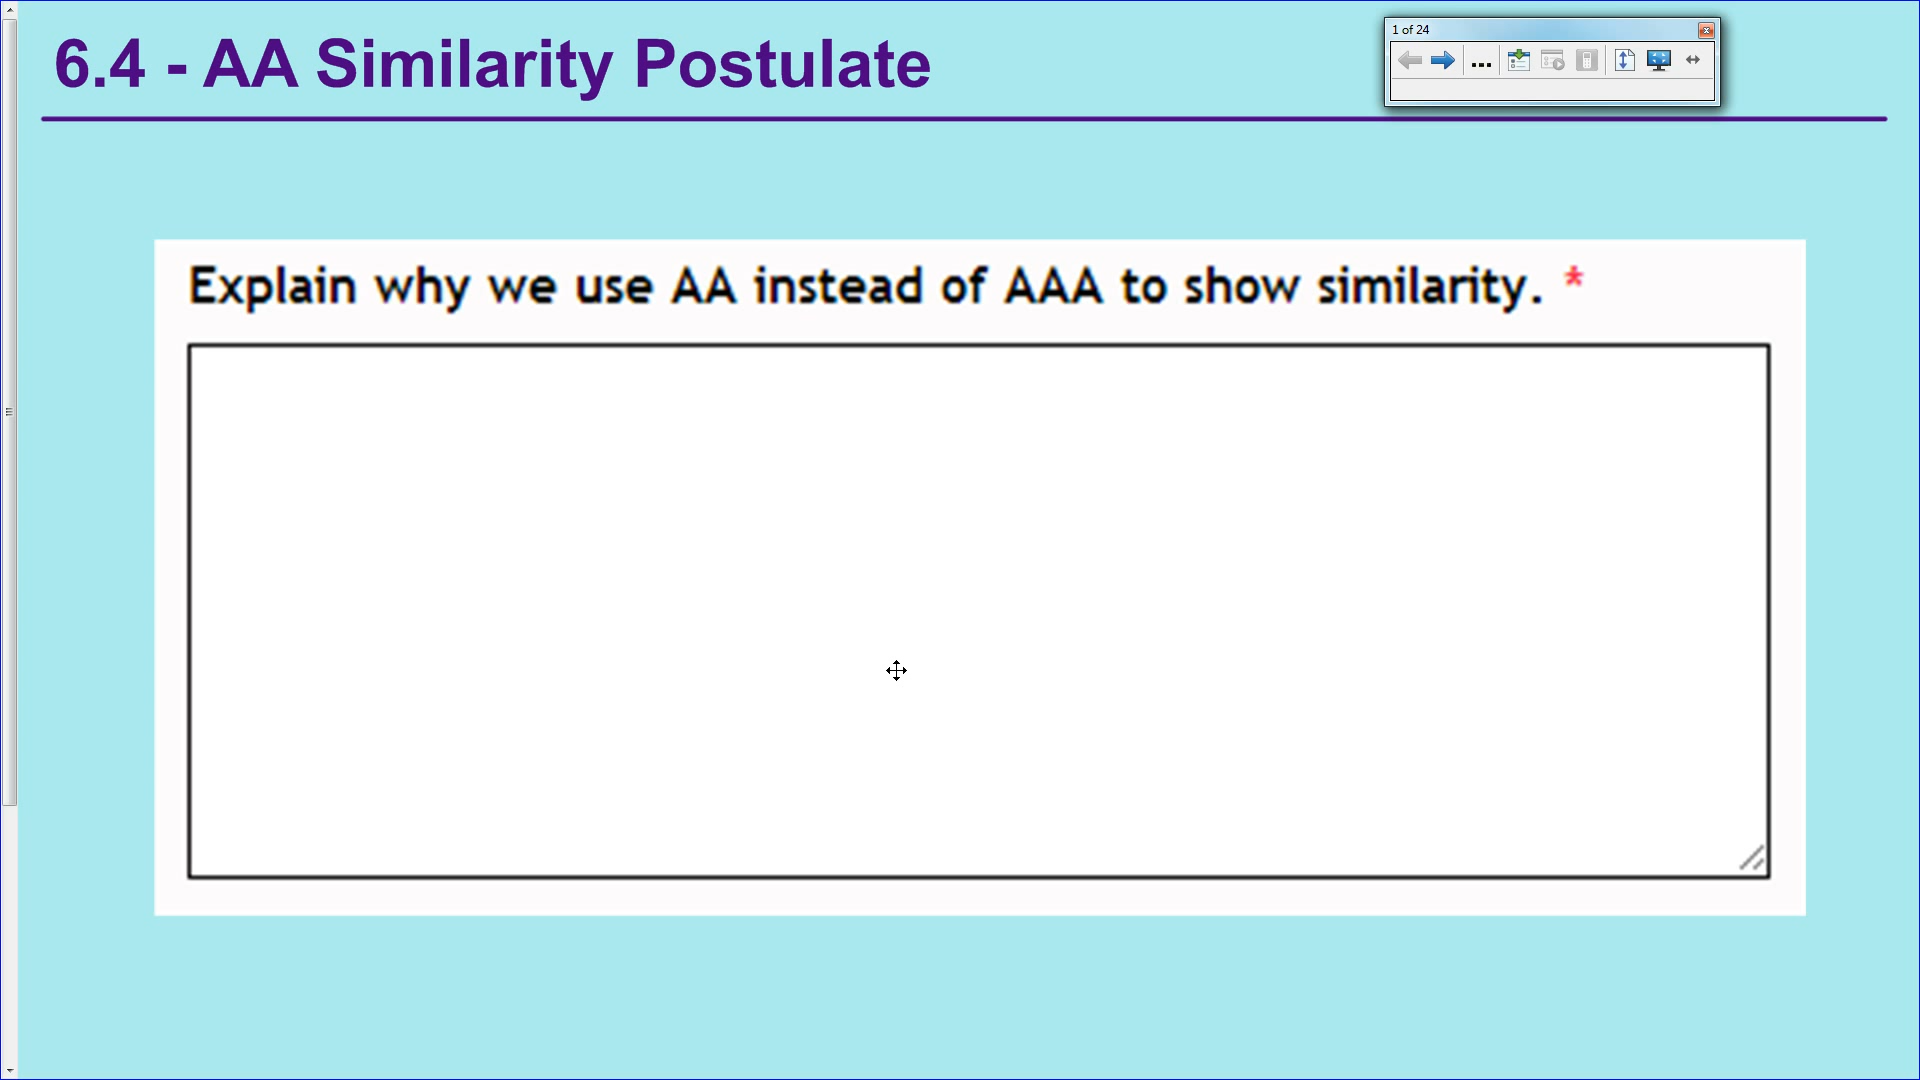 6.4 - AA Similarity Postulate
1 of 24
Explain why we use AA instead of AAA to show similarity. *